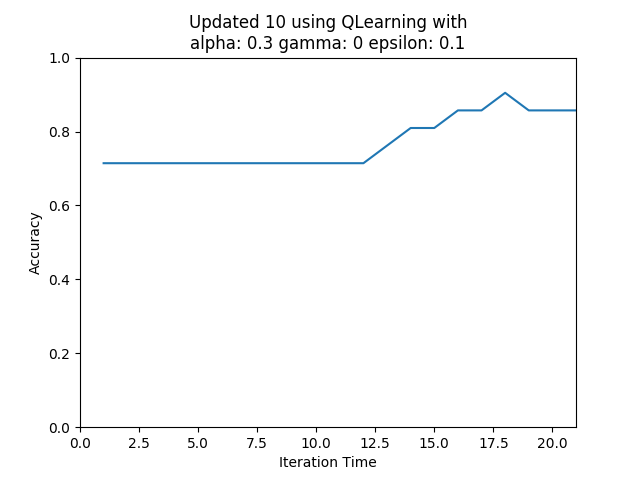 Updated 10 using QLearning with
alpha: 0.3 gamma: 0 epsilon: 0.1
1.0
0.8
0.6
0.4
0.2
0.0
Accuracy
0.0 2.5 5.0 7.5 10.0 12.5 15.0 17.5 20.0
Iteration Time